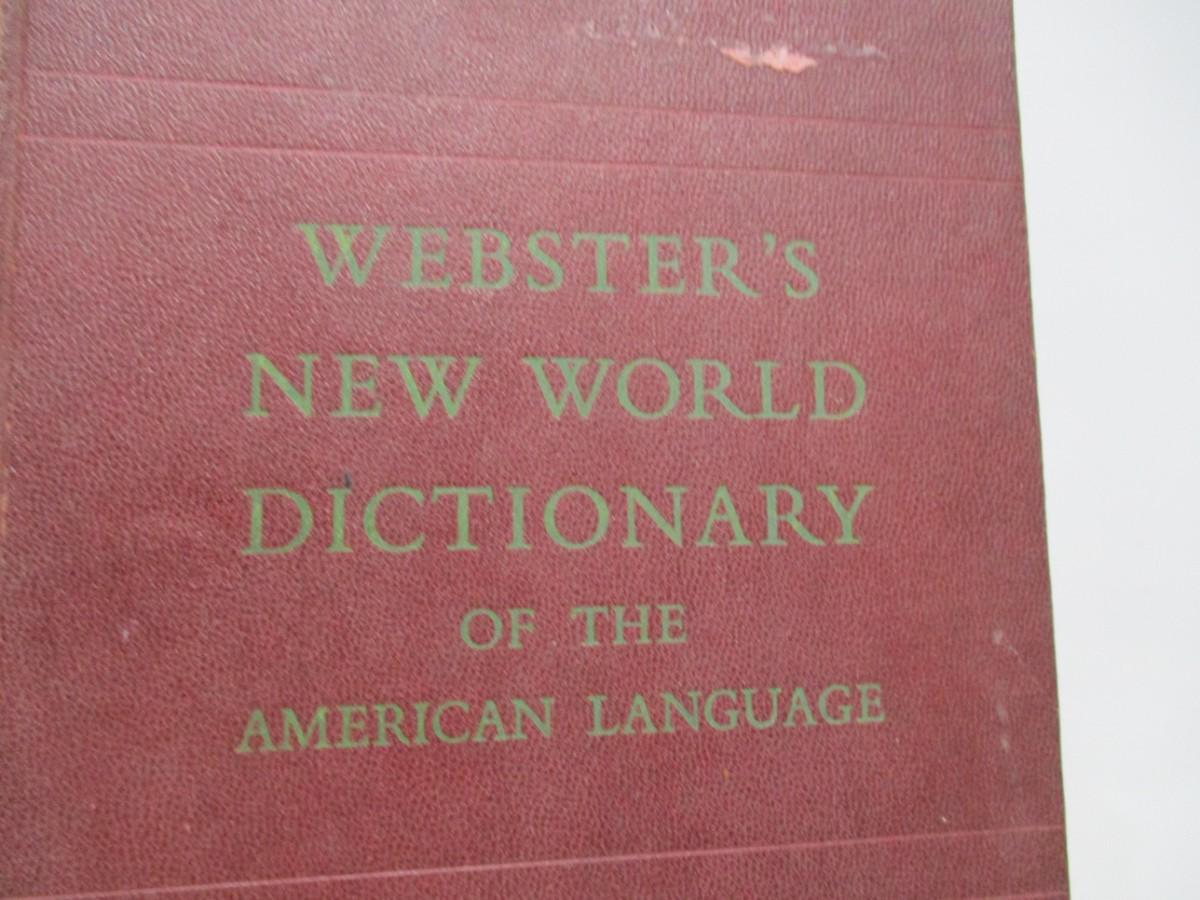 WEBSTER'S
NEW WORLD
DICTIONARY
OF THE
AMERICAN LANGUAGE